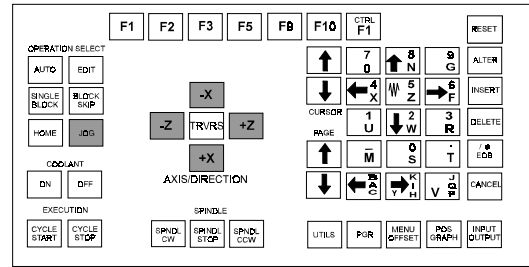 F1 F2 F3 F5 F9 F10 CTRL F1
RESET
OPERATION SELECT
AUTO EDIT
SINGLE BLOCK BLOCK SKIP
HOME JOG
COOLANT
ON OFF
EXECUTION
CYCLE START CYCLE STOP
-X
-Z TRVRS +Z
+X
AXIS/DIRECTION
SPINDLE
SPNDL CW SPINDL STOP SPNDL CCW
7 8 N 9 G ALTER
CURSOR 4 X 5 Z 6 F INSERT
1 U 2 W 3 R DELETE
PAGE
- M 0 S . T / # EOB
B A C K I H Y J Q P V CANCEL
UTILS PGR MENU OFFSET POS GRAPH INPUT OUTPUT